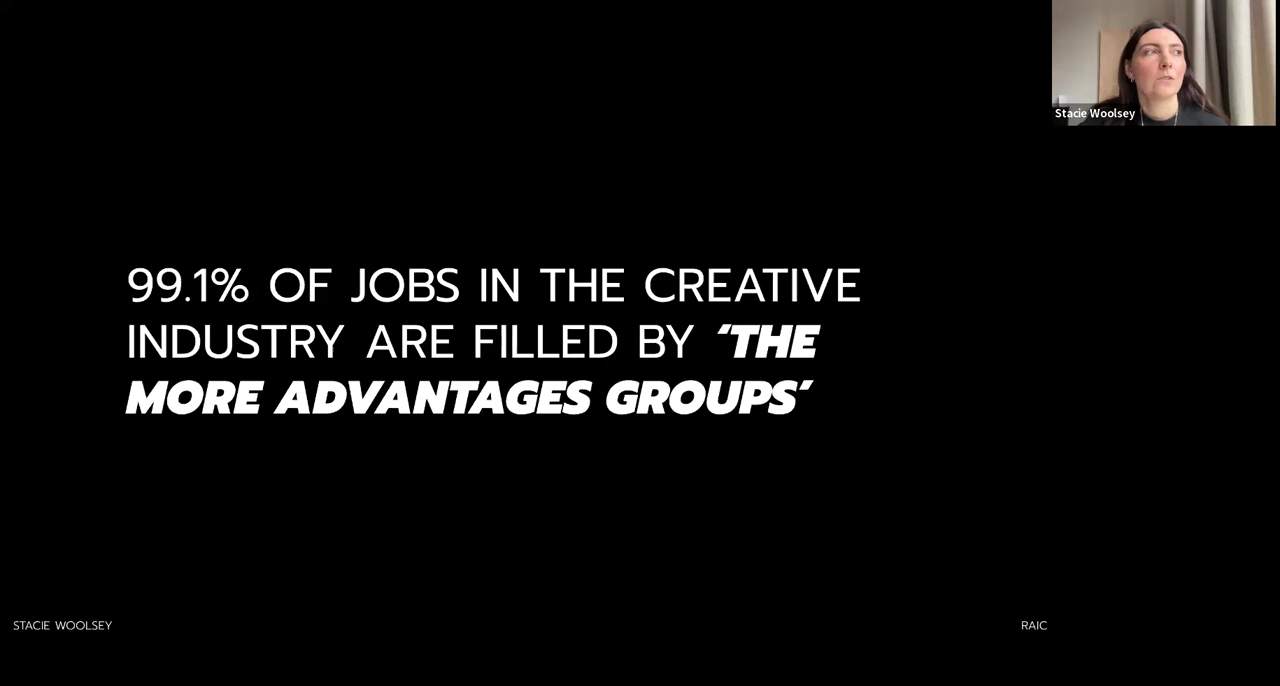 Stacie Woolsey
99.1% OF JOBS IN THE CREATIVE
INDUSTRY ARE FILLED BY ‘THE
MORE ADVANTAGES GROUPS’
STACIE WOOLSEY
RAIC